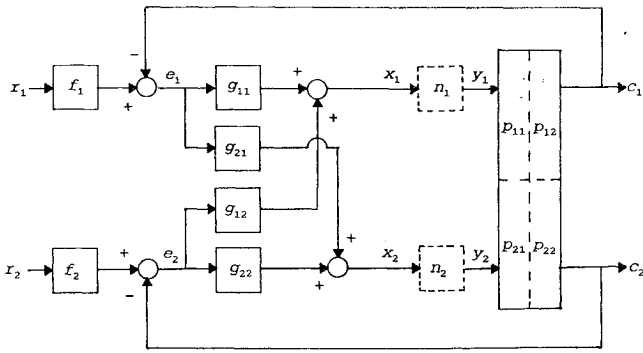 −
r₁ f₁ + e₁ g₁₁ + x₁ n₁ y₁ p₁₁ p₁₂ c₁
+
g₂₁
g₁₂
+
r₂ f₂ + e₂ g₂₂ + x₂ n₂ y₂ p₂₁ p₂₂ c₂
−